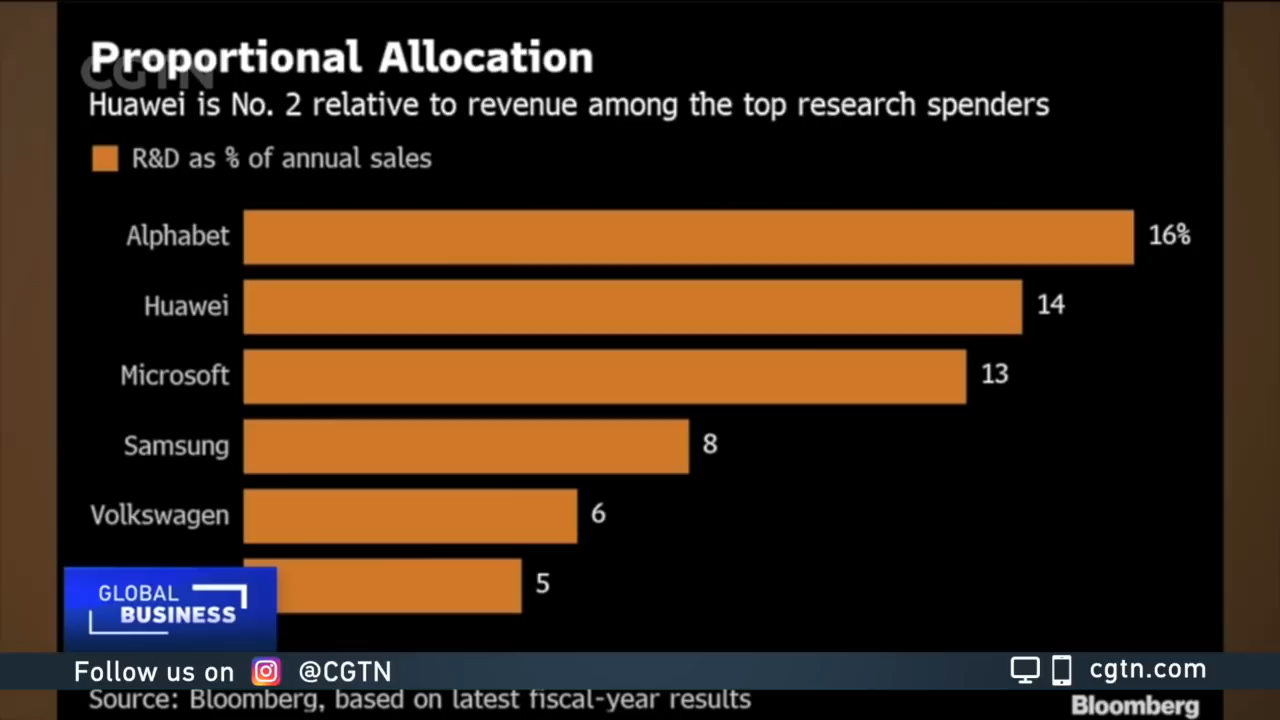 Proportional Allocation
CGTN
Huawei is No. 2 relative to revenue among the top research spenders
R&D as % of annual sales
Alphabet 16%
Huawei 14
Microsoft 13
Samsung 8
Volkswagen 6
5
GLOBAL
BUSINESS
Follow us on @CGTN cgtn.com
Source: Bloomberg, based on latest fiscal-year results
Bloomberg